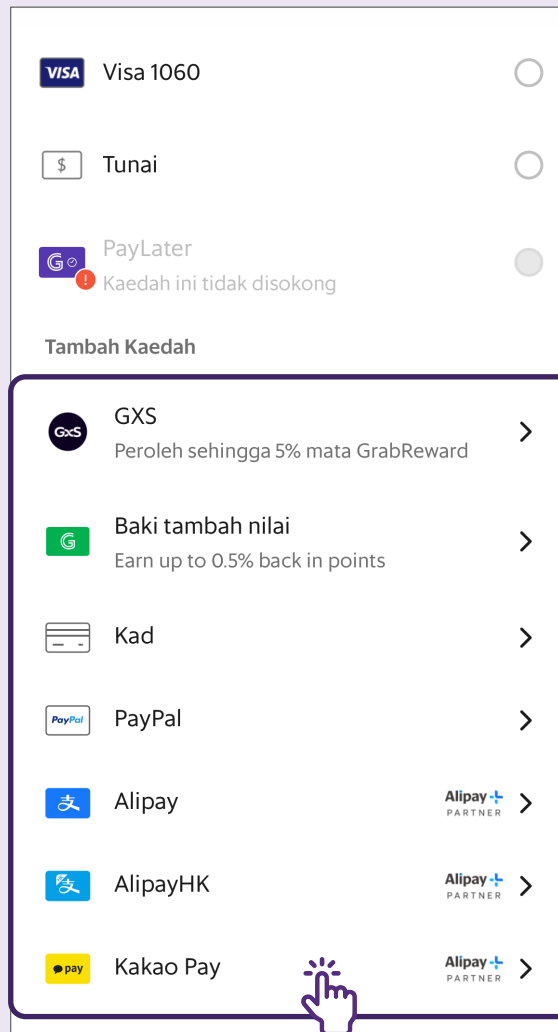 VISA Visa 1060
$ Tunai
G PayLater
! Kaedah ini tidak disokong
Tambah Kaedah
GXS GXS
Peroleh sehingga 5% mata GrabReward
G Baki tambah nilai
Earn up to 0.5% back in points
Kad
PayPal PayPal
支 Alipay Alipay+
PARTNER
支 AlipayHK Alipay+
PARTNER
pay Kakao Pay Alipay+
PARTNER